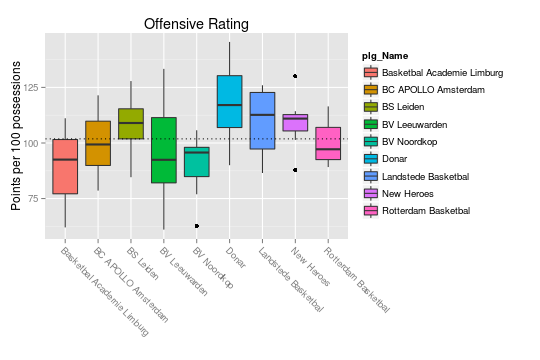 Offensive Rating
Points per 100 possessions
125
100
75
Basketbal Academie Limburg
BC APOLLO Amsterdam
BS Leiden
BV Leeuwarden
BV Noordkop
Donar
Landstede Basketbal
New Heroes
Rotterdam Basketbal
plg_Name
Basketbal Academie Limburg
BC APOLLO Amsterdam
BS Leiden
BV Leeuwarden
BV Noordkop
Donar
Landstede Basketbal
New Heroes
Rotterdam Basketbal